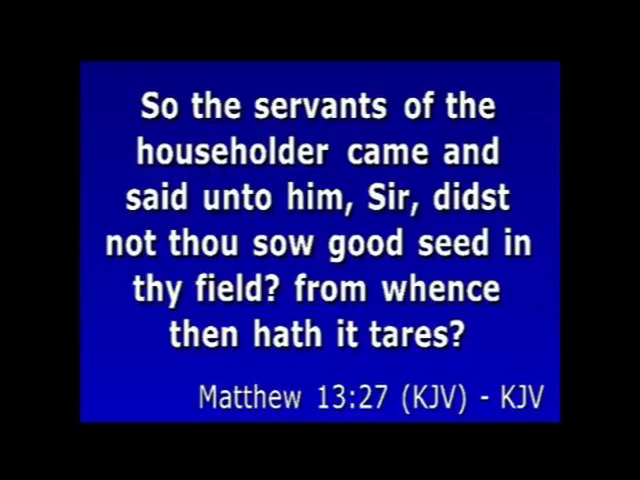 So the servants of the
householder came and
said unto him, Sir, didst
not thou sow good seed in
thy field? from whence
then hath it tares?
Matthew 13:27 (KJV) - KJV